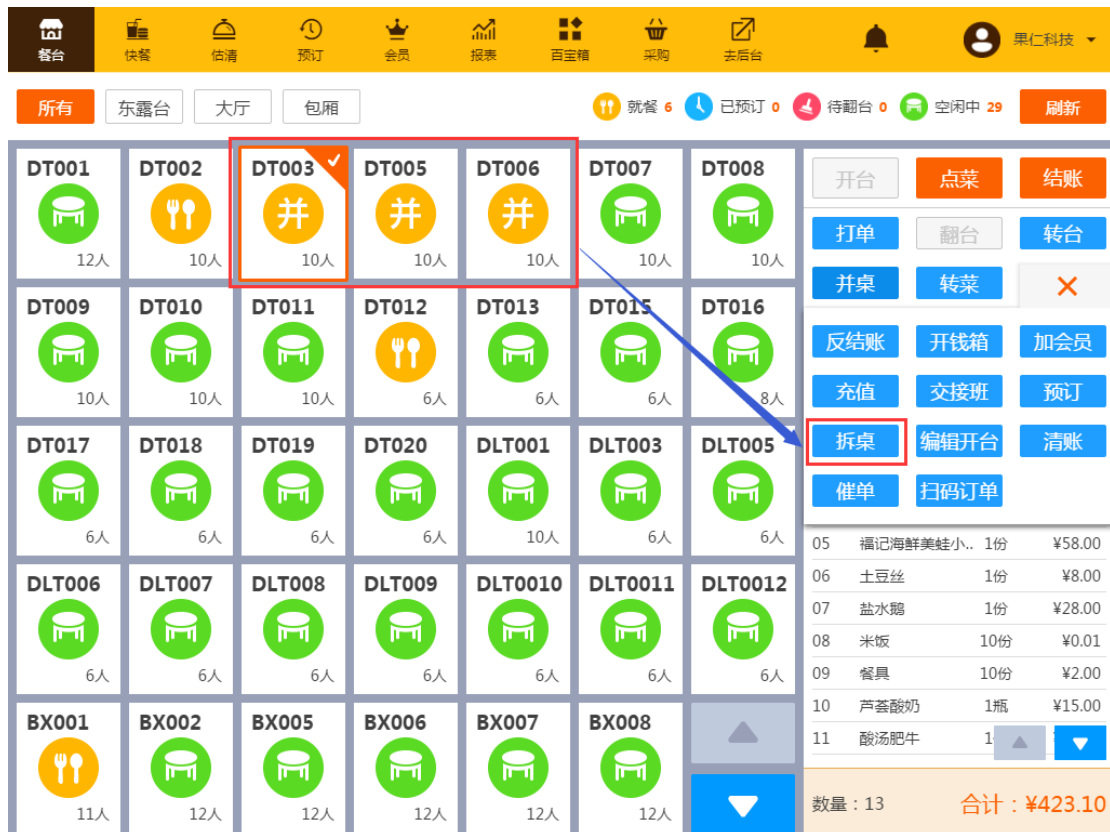 餐台 快餐 估清 预订 会员 报表 百宝箱 采购 去后台 果仁科技
所有 东露台 大厅 包厢 就餐 6 已预订 0 待翻台 0 空闲中 29 刷新
DT001 DT002 DT003 DT005 DT006 DT007 DT008
并 并 并
12人 10人 10人 10人 10人 10人 10人
DT009 DT010 DT011 DT012 DT013 DT015 DT016
10人 10人 10人 6人 6人 6人 8人
DT017 DT018 DT019 DT020 DLT001 DLT003 DLT005
6人 6人 6人 6人 10人 6人 6人
DLT006 DLT007 DLT008 DLT009 DLT0010 DLT0011 DLT0012
6人 6人 6人 6人 6人 6人 6人
BX001 BX002 BX005 BX006 BX007 BX008
11人 12人 12人 12人 12人 12人
开台 点菜 结账
打单 翻台 转台
并桌 转菜
反结账 开钱箱 加会员
充值 交接班 预订
拆桌 编辑开台 清账
催单 扫码订单
05 福记海鲜美蛙小.. 1份 ¥58.00
06 土豆丝 1份 ¥8.00
07 盐水鹅 1份 ¥28.00
08 米饭 10份 ¥0.01
09 餐具 10份 ¥2.00
10 芦荟酸奶 1瓶 ¥15.00
11 酸汤肥牛 1
数量：13 合计：¥423.10